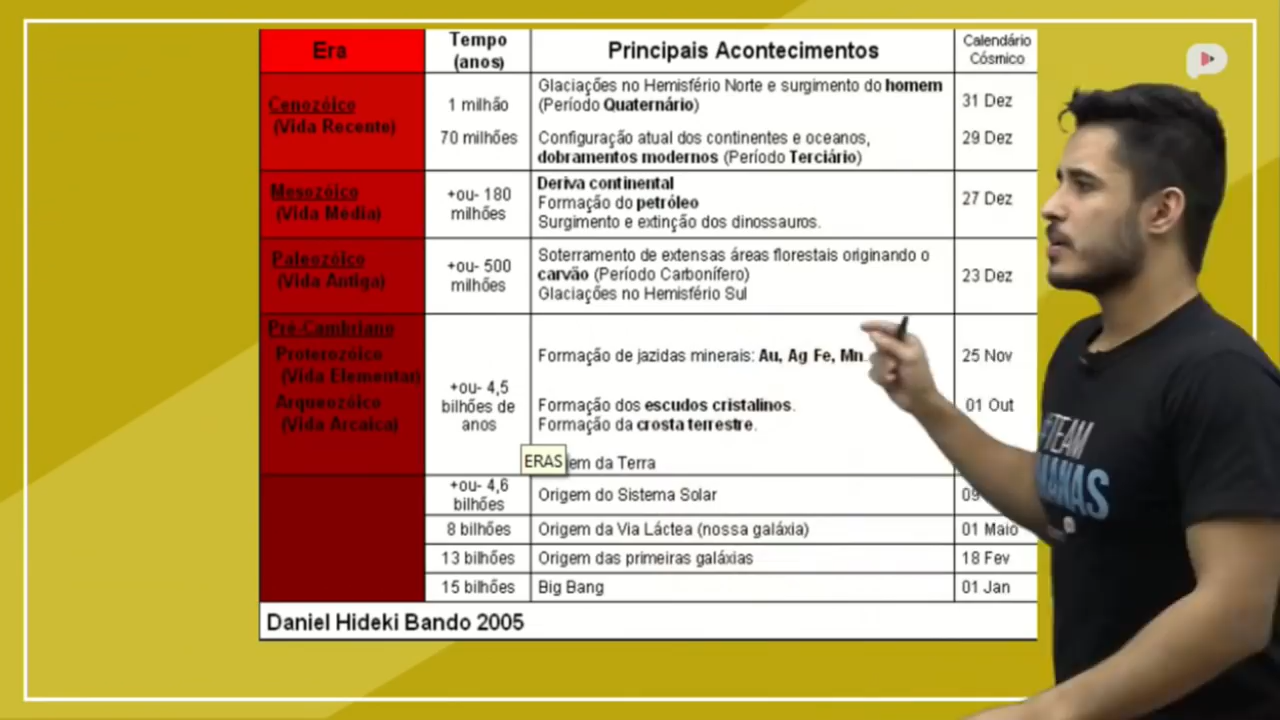 Era
Tempo
(anos)
Principais Acontecimentos
Calendário
Cósmico
Cenozóico
(Vida Recente)
1 milhão
Glaciações no Hemisfério Norte e surgimento do homem
(Período Quaternário)
31 Dez
70 milhões
Configuração atual dos continentes e oceanos,
dobramentos modernos (Período Terciário)
29 Dez
Mesozóico
(Vida Média)
+ou- 180
milhões
Deriva continental
Formação do petróleo
Surgimento e extinção dos dinossauros.
27 Dez
Paleozóico
(Vida Antiga)
+ou- 500
milhões
Soterramento de extensas áreas florestais originando o
carvão (Período Carbonífero)
Glaciações no Hemisfério Sul
23 Dez
Pré-Cambriano
Proterozóico
(Vida Elementar)
Arqueozóico
(Vida Arcaica)
+ou- 4,5
bilhões de
anos
Formação de jazidas minerais: Au, Ag Fe, Mn.
25 Nov
Formação dos escudos cristalinos.
Formação da crosta terrestre.
01 Out
ERAS
em da Terra
+ou- 4,6
bilhões
Origem do Sistema Solar
09
8 bilhões
Origem da Via Láctea (nossa galáxia)
01 Maio
13 bilhões
Origem das primeiras galáxias
18 Fev
15 bilhões
Big Bang
01 Jan
Daniel Hideki Bando 2005
TEAM